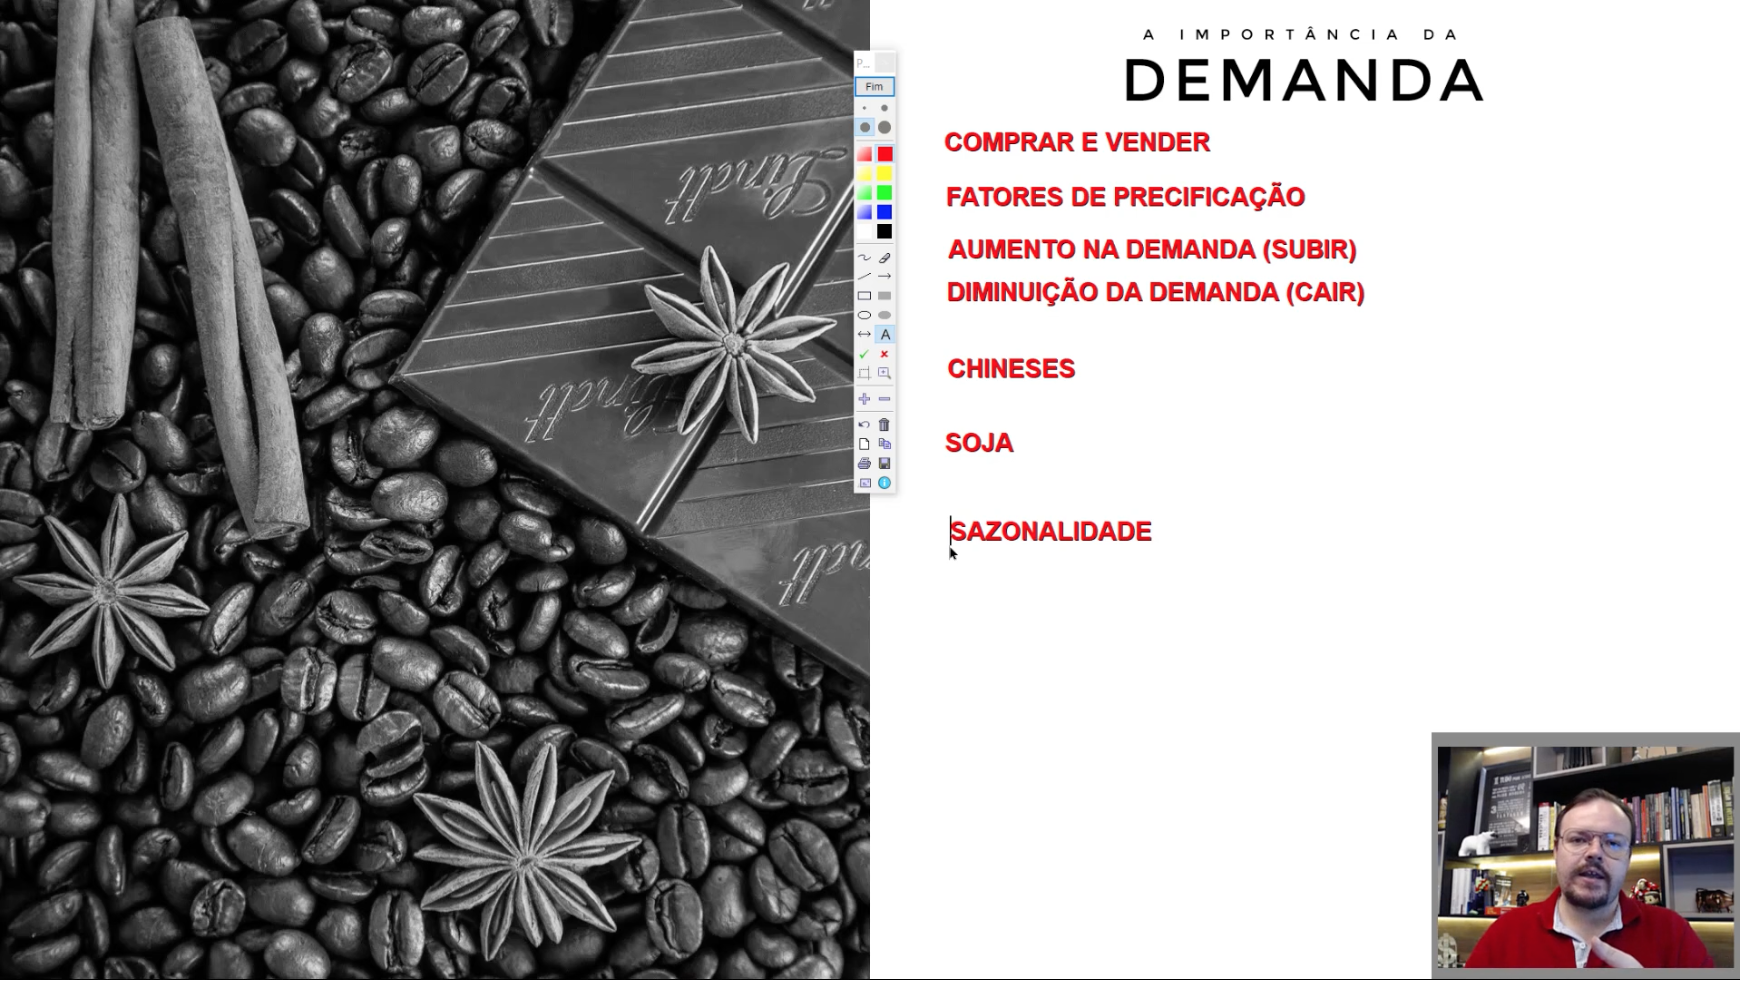 A IMPORTÂNCIA DA
DEMANDA
P...
Fim
COMPRAR E VENDER
FATORES DE PRECIFICAÇÃO
AUMENTO NA DEMANDA (SUBIR)
DIMINUIÇÃO DA DEMANDA (CAIR)
CHINESES
SOJA
SAZONALIDADE
A
Lindt
Lindt
Lindt
Lindt